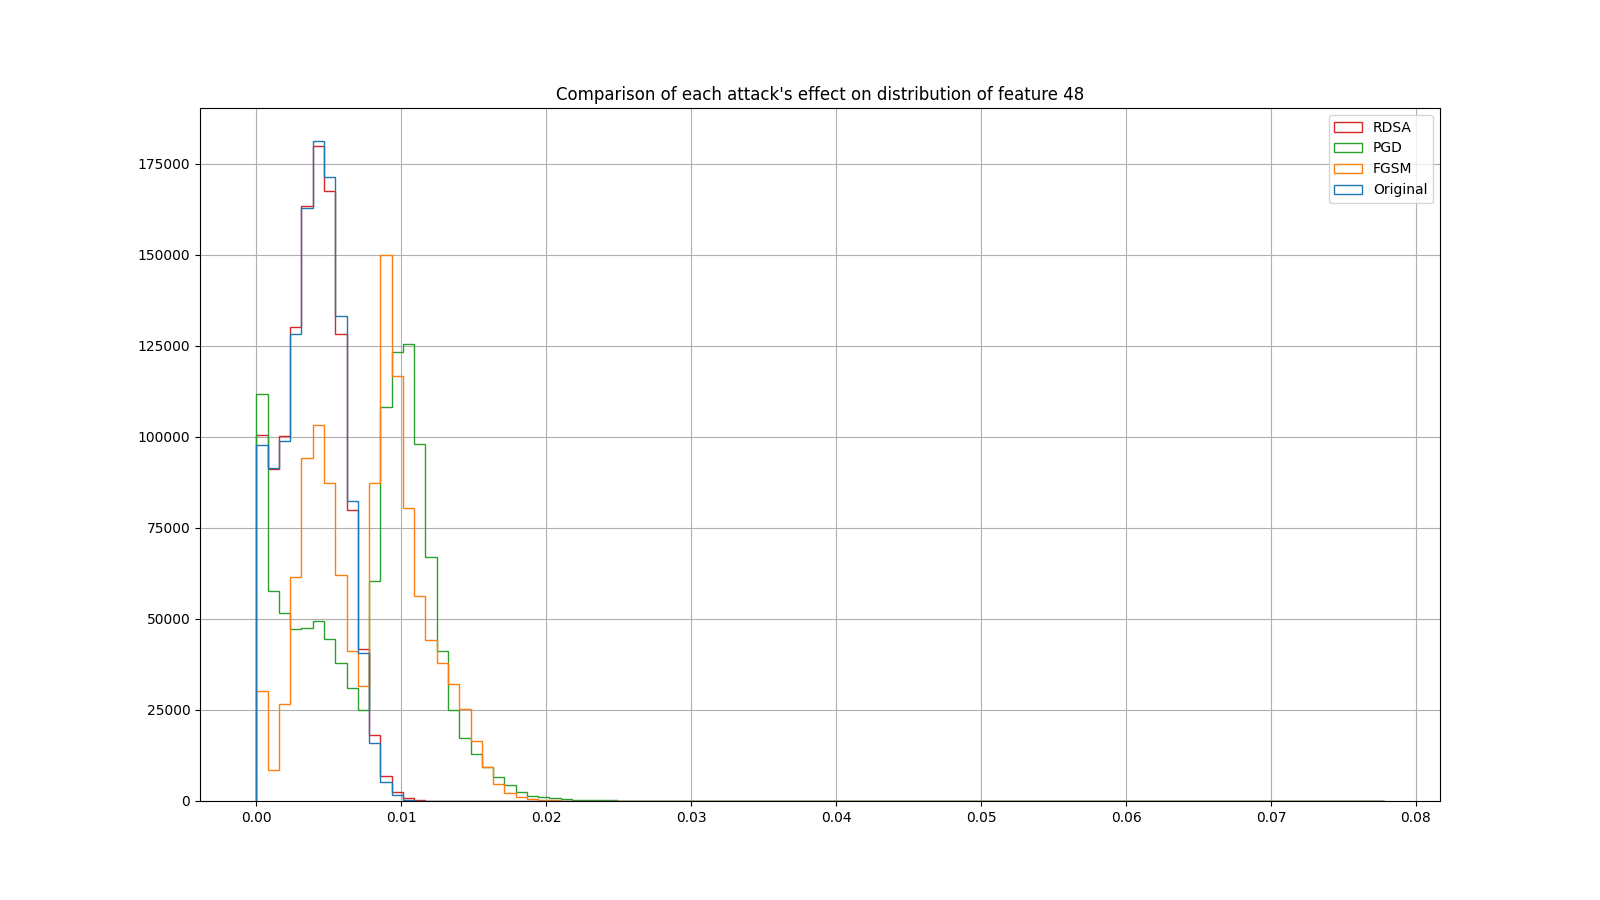 Comparison of each attack's effect on distribution of feature 48
RDSA
PGD
FGSM
Original
175000
150000
125000
100000
75000
50000
25000
0
0.00 0.01 0.02 0.03 0.04 0.05 0.06 0.07 0.08